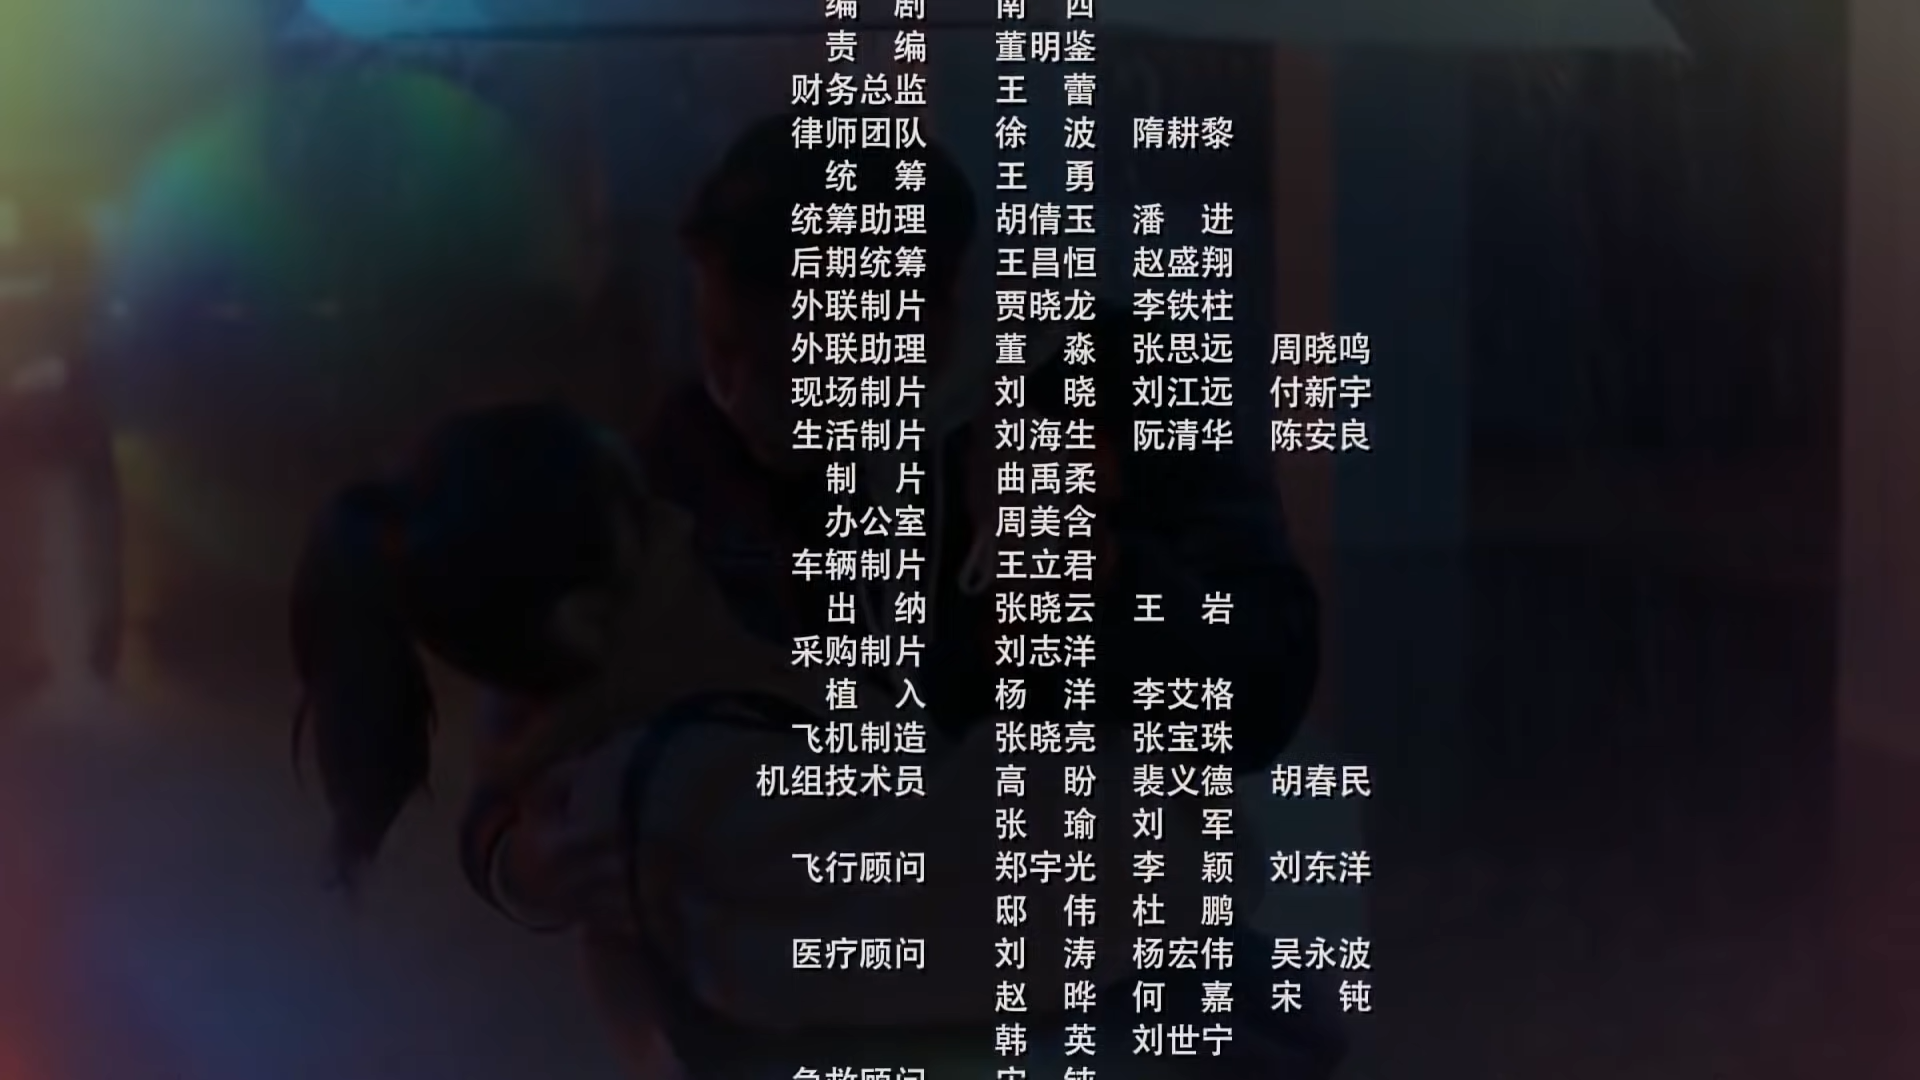 编 剧 南 西
责 编 董明鉴
财务总监 王 蕾
律师团队 徐 波 隋耕黎
统 筹 王 勇
统筹助理 胡倩玉 潘 进
后期统筹 王昌恒 赵盛翔
外联制片 贾晓龙 李铁柱
外联助理 董 淼 张思远 周晓鸣
现场制片 刘 晓 刘江远 付新宇
生活制片 刘海生 阮清华 陈安良
制 片 曲禹柔
办公室 周美含
车辆制片 王立君
出 纳 张晓云 王 岩
采购制片 刘志洋
植 入 杨 洋 李艾格
飞机制造 张晓亮 张宝珠
机组技术员 高 盼 裴义德 胡春民
张 瑜 刘 军
飞行顾问 郑宇光 李 颖 刘东洋
邸 伟 杜 鹏
医疗顾问 刘 涛 杨宏伟 吴永波
赵 晔 何 嘉 宋 钝
韩 英 刘世宁
急救顾问 宋 钝